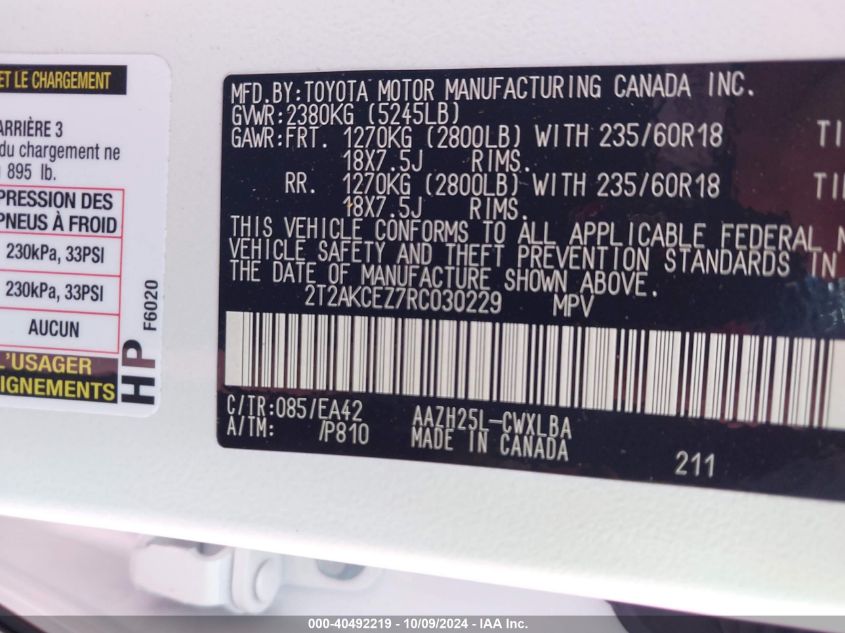 ET LE CHARGEMENT
ARRIÈRE 3
du chargement ne
895 lb.
PRESSION DES
PNEUS À FROID
230kPa, 33PSI
230kPa, 33PSI
AUCUN
L'USAGER
HP F6020
MFD.BY:TOYOTA MOTOR MANUFACTURING CANADA INC.
GVWR:2380KG (5245LB)
GAWR:FRT. 1270KG (2800LB) WITH 235/60R18
18X7.5J RIMS.
RR. 1270KG (2800LB) WITH 235/60R18
18X7.5J RIMS.
THIS VEHICLE CONFORMS TO ALL APPLICABLE FEDERAL
VEHICLE SAFETY AND THEFT PREVENTION STANDARDS IN
THE DATE OF MANUFACTURE SHOWN ABOVE.
2T2AKCEZ7RC030229 MPV
C/TR:085/EA42 AAZH25L-CWXLBA
A/TM: /P810 MADE IN CANADA
211
000-40492219 - 10/09/2024 - IAA Inc.